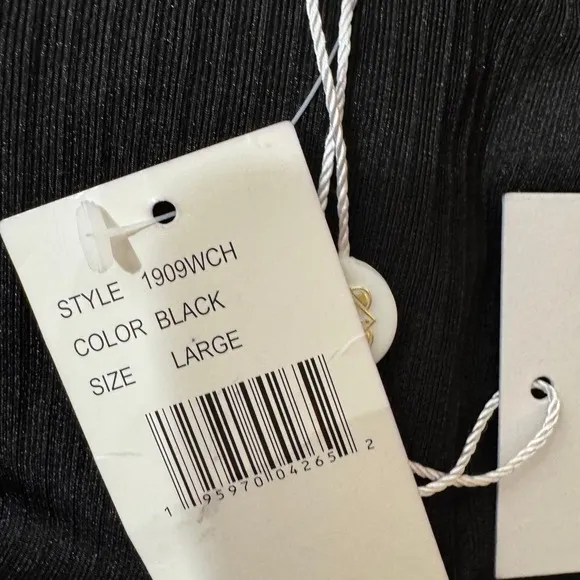 STYLE 1909WCH
COLOR BLACK
SIZE LARGE
1 95970 04265 2